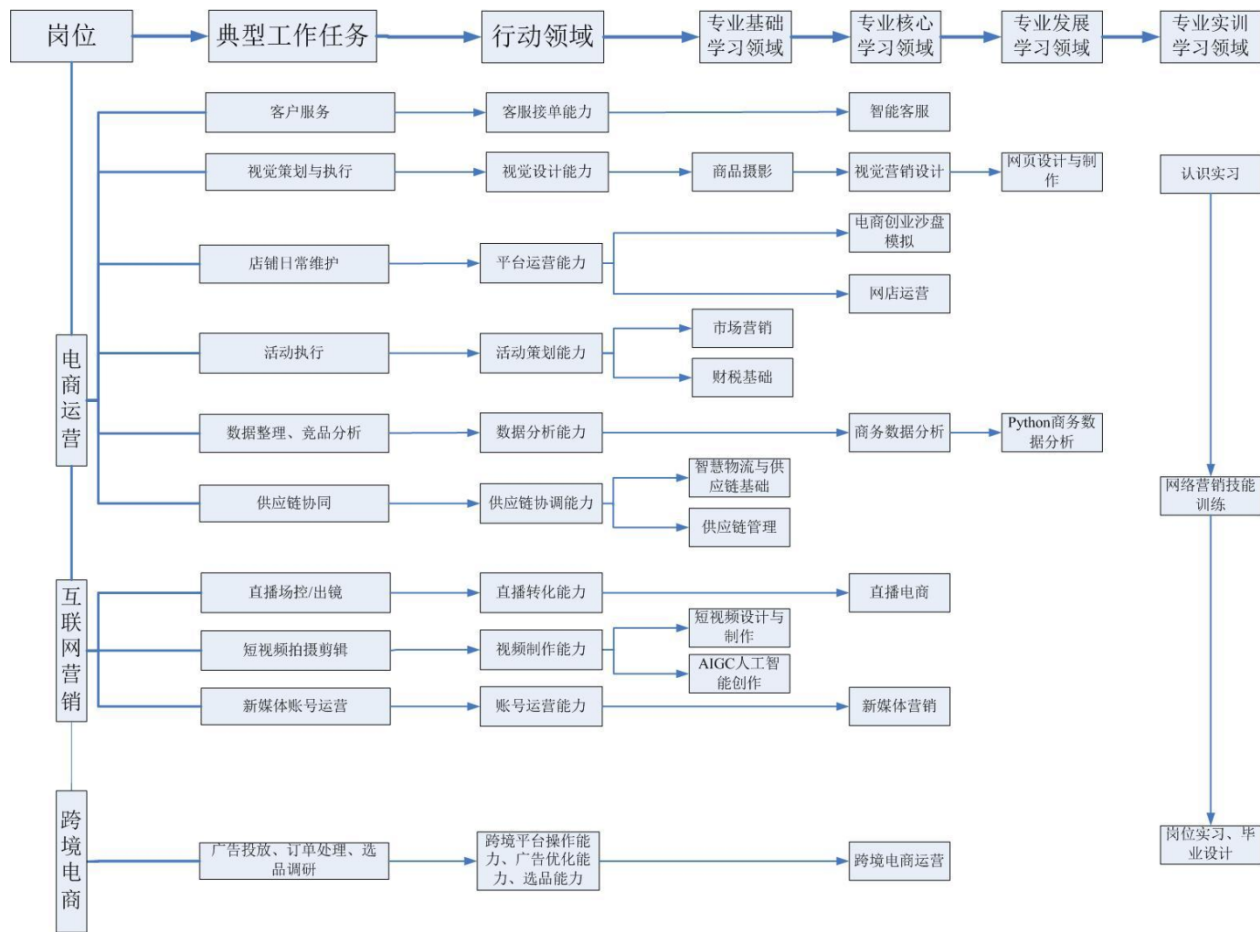 岗位
典型工作任务
行动领域
专业基础
学习领域
专业核心
学习领域
专业发展
学习领域
专业实训
学习领域
电商运营
客户服务
客服接单能力
智能客服
视觉策划与执行
视觉设计能力
商品摄影
视觉营销设计
网页设计与制
作
认识实习
店铺日常维护
平台运营能力
电商创业沙盘
模拟
网店运营
活动执行
活动策划能力
市场营销
财税基础
数据整理、竞品分析
数据分析能力
商务数据分析
Python商务数
据分析
供应链协同
供应链协调能力
智慧物流与供
应链基础
供应链管理
网络营销技能
训练
互联网营销
直播场控/出镜
直播转化能力
直播电商
短视频拍摄剪辑
视频制作能力
短视频设计与
制作
AIGC人工智
能创作
新媒体账号运营
账号运营能力
新媒体营销
跨境电商
广告投放、订单处理、选
品调研
跨境平台操作能
力、广告优化能
力、选品能力
跨境电商运营
岗位实习、毕
业设计